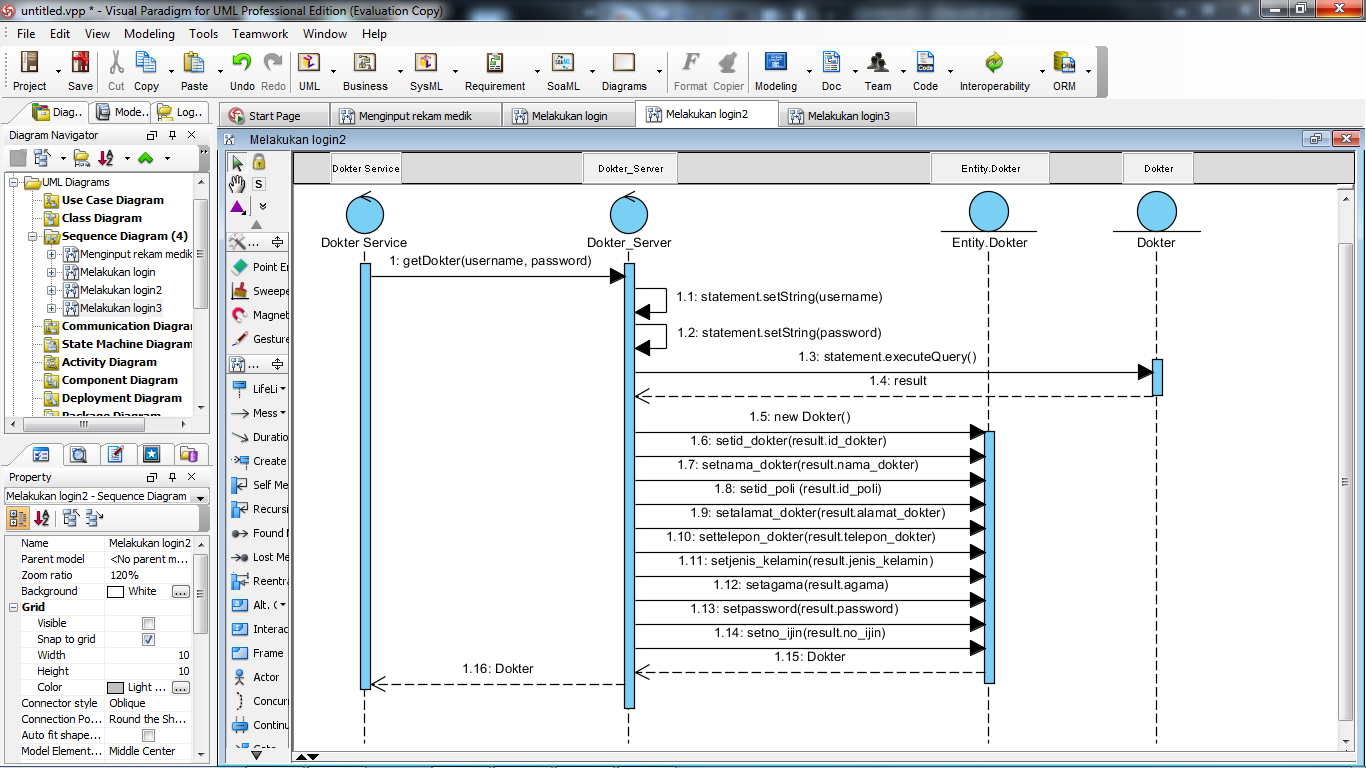 untitled.vpp * - Visual Paradigm for UML Professional Edition (Evaluation Copy)
File Edit View Modeling Tools Teamwork Window Help
Project Save Cut Copy Paste Undo Redo UML Business SysML Requirement SoaML Diagrams Format Copier Modeling Doc Team Code Interoperability ORM
Diag.. Mode.. Log..
Start Page Menginput rekam medik Melakukan login Melakukan login2 Melakukan login3
Diagram Navigator
UML Diagrams
Use Case Diagram
Class Diagram
Sequence Diagram (4)
Menginput rekam medik
Melakukan login
Melakukan login2
Melakukan login3
Communication Diagran
State Machine Diagram
Activity Diagram
Component Diagram
Deployment Diagram
Package Diagram
Property
Melakukan login2 - Sequence Diagram
Name Melakukan login2
Parent model <No parent m...
Zoom ratio 120%
Background White ...
Grid
Visible
Snap to grid
Width 10
Height 10
Color Light ... ...
Connector style Oblique
Connection Po... Round the Sh...
Auto fit shape...
Model Element... Middle Center
Melakukan login2
S
...
Point Er
Sweepe
Magnet
Gesture
...
LifeLi
Mess
Duratio
Create
Self Me
Recursi
Found M
Lost Me
Reentra
Alt. C
Interac
Frame
Actor
Concur
Continu
Gate
Dokter Service Dokter_Server Entity.Dokter Dokter
Dokter Service Dokter_Server Entity.Dokter Dokter
1: getDokter(username, password)
1.1: statement.setString(username)
1.2: statement.setString(password)
1.3: statement.executeQuery()
1.4: result
1.5: new Dokter()
1.6: setid_dokter(result.id_dokter)
1.7: setnama_dokter(result.nama_dokter)
1.8: setid_poli (result.id_poli)
1.9: setalamat_dokter(result.alamat_dokter)
1.10: settelepon_dokter(result.telepon_dokter)
1.11: setjenis_kelamin(result.jenis_kelamin)
1.12: setagama(result.agama)
1.13: setpassword(result.password)
1.14: setno_ijin(result.no_ijin)
1.15: Dokter
1.16: Dokter